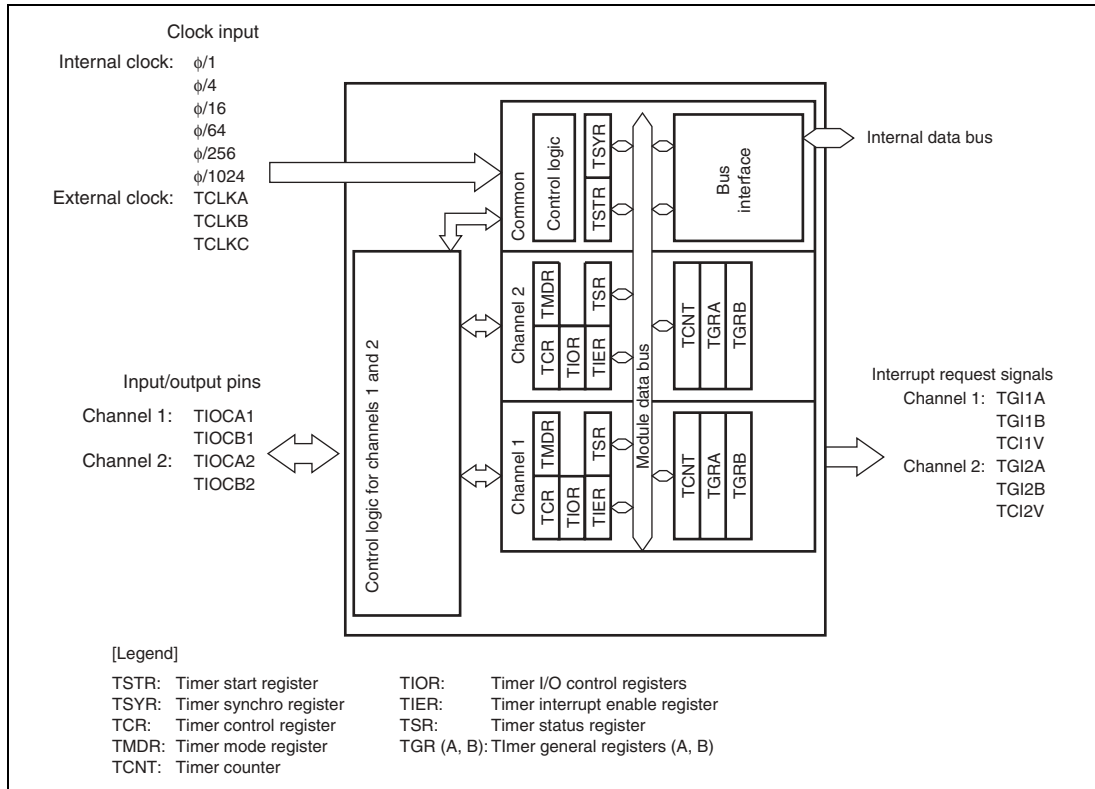 Clock input
Internal clock: ϕ/1
ϕ/4
ϕ/16
ϕ/64
ϕ/256
ϕ/1024
External clock: TCLKA
TCLKB
TCLKC
Input/output pins
Channel 1: TIOCA1
TIOCB1
Channel 2: TIOCA2
TIOCB2
Control logic for channels 1 and 2
Common
Control logic
TSTR TSYR
Bus
interface
Channel 2
TCR TMDR
TIOR
TIER TSR
TCNT
TGRA
TGRB
Channel 1
TCR TMDR
TIOR
TIER TSR
TCNT
TGRA
TGRB
Module data bus
Internal data bus
Interrupt request signals
Channel 1: TGI1A
TGI1B
TCI1V
Channel 2: TGI2A
TGI2B
TCI2V
[Legend]
TSTR: Timer start register
TSYR: Timer synchro register
TCR: Timer control register
TMDR: Timer mode register
TCNT: Timer counter
TIOR: Timer I/O control registers
TIER: Timer interrupt enable register
TSR: Timer status register
TGR (A, B): TImer general registers (A, B)